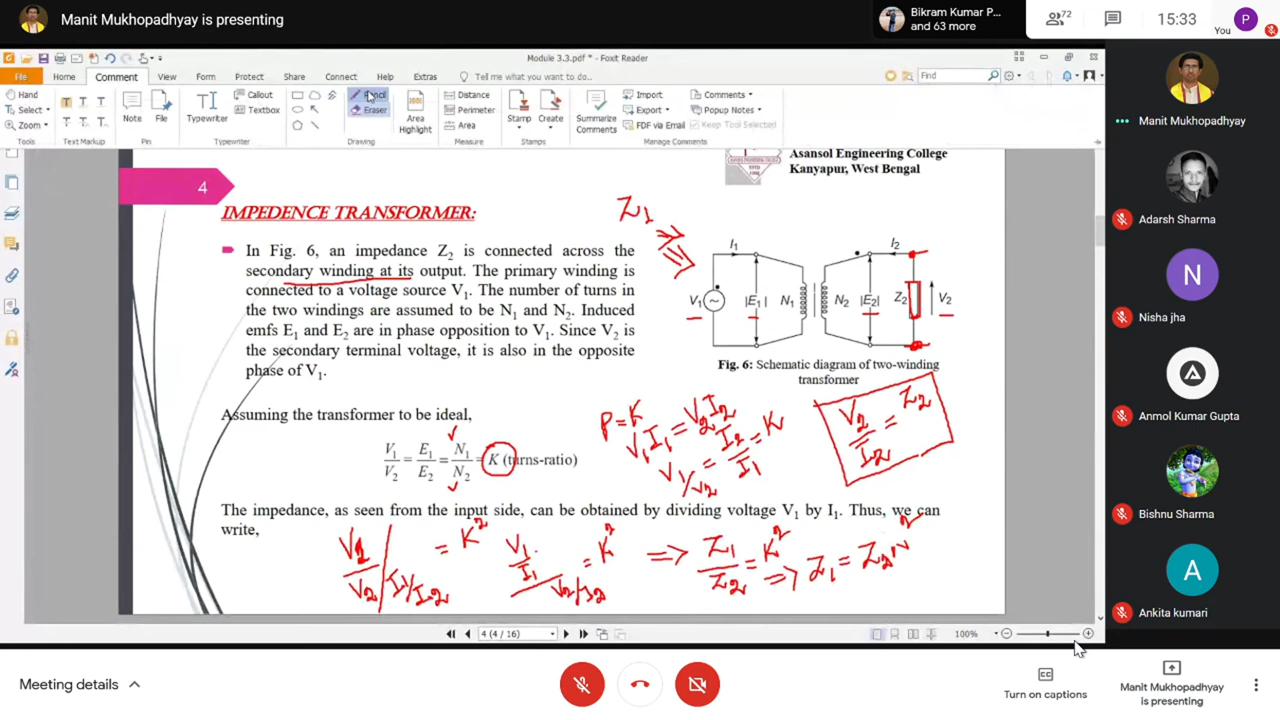 Manit Mukhopadhyay is presenting
Bikram Kumar P...
and 63 more
72
15:33
You
P
Module 3.3.pdf * - Foxit Reader
File Home Comment View Form Protect Share Connect Help Extras Tell me what you want to do...
Find
Hand
Select
Zoom
Tools
Text Markup
Note
File
Pin
Typewriter
Callout
Textbox
Typewriter
Pencil
Eraser
Drawing
Area
Highlight
Distance
Perimeter
Area
Measure
Stamp
Create
Stamps
Summarize
Comments
Import
Export
FDF via Email
Comments
Popup Notes
Keep Tool Selected
Manage Comments
Asansol Engineering College
Kanyapur, West Bengal
4
IMPEDENCE TRANSFORMER:
In Fig. 6, an impedance Z2 is connected across the
secondary winding at its output. The primary winding is
connected to a voltage source V1. The number of turns in
the two windings are assumed to be N1 and N2. Induced
emfs E1 and E2 are in phase opposition to V1. Since V2 is
the secondary terminal voltage, it is also in the opposite
phase of V1.
Z1
I1 I2
V1 |E1| N1 N2 |E2| Z2 V2
Fig. 6: Schematic diagram of two-winding
transformer
Assuming the transformer to be ideal,
V1/V2 = E1/E2 = N1/N2 = K (turns-ratio)
P=K
V1I1 = V2I2
V1/V2 = I2/I1 = K
V2/I2 = Z2
The impedance, as seen from the input side, can be obtained by dividing voltage V1 by I1. Thus, we can
write,
= K² V1/I1 / V2/I2 = K² => Z1/Z2 = K² => Z1 = Z2
4 (4 / 16)
100%
Manit Mukhopadhyay
Adarsh Sharma
N
Nisha jha
Anmol Kumar Gupta
Bishnu Sharma
A
Ankita kumari
Meeting details
Turn on captions
Manit Mukhopadhyay
is presenting